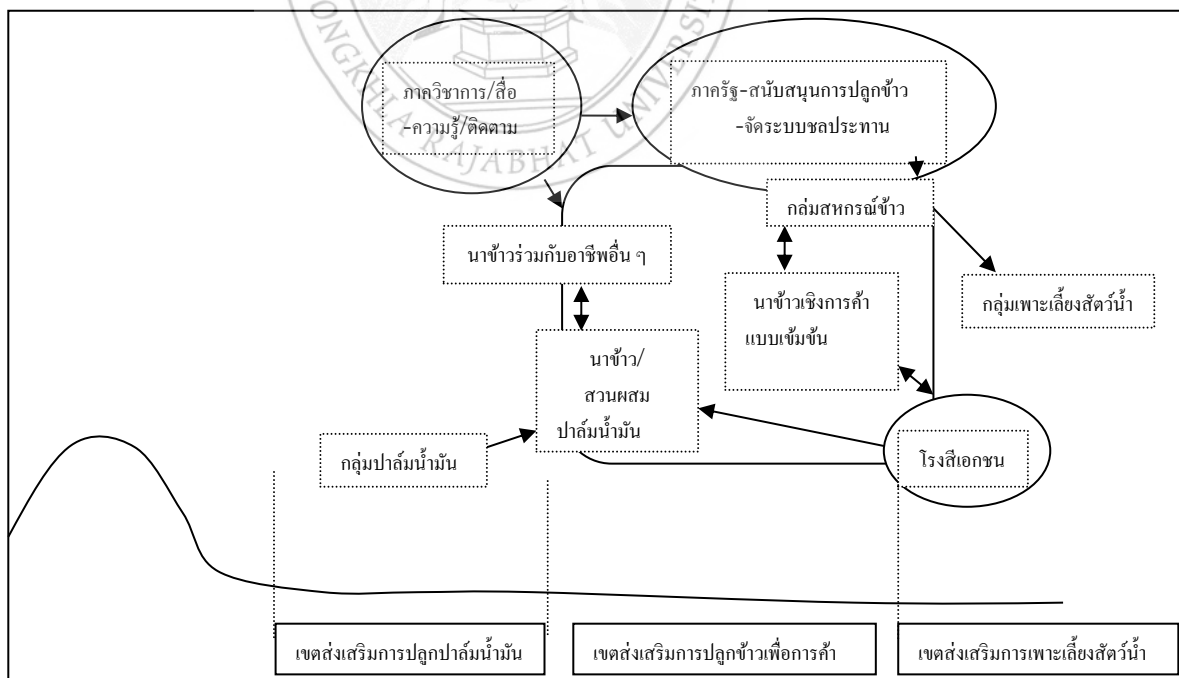 ภาควิชาการ/สื่อ
-ความรู้/ติดตาม
ภาครัฐ-สนับสนุนการปลูกข้าว
-จัดระบบชลประทาน
กล่มสหกรณ์ข้าว
นาข้าวร่วมกับอาชีพอื่น ๆ
นาข้าวเชิงการค้า
แบบเข้มข้น
กลุ่มเพาะเลี้ยงสัตว์น้ำ
นาข้าว/
สวนผสม
ปาล์มน้ำมัน
กลุ่มปาล์มน้ำมัน
โรงสีเอกชน
เขตส่งเสริมการปลูกปาล์มน้ำมัน
เขตส่งเสริมการปลูกข้าวเพื่อการค้า
เขตส่งเสริมการเพาะเลี้ยงสัตว์น้ำ
RAJABHAT